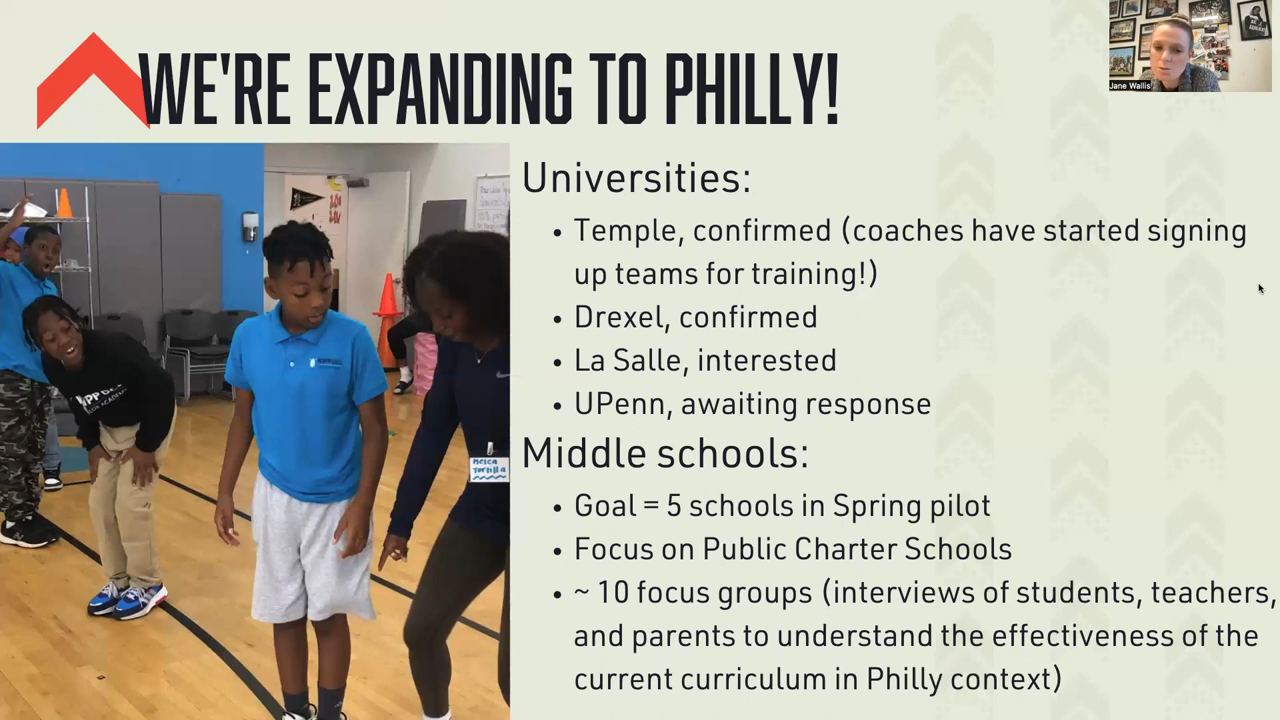 WE'RE EXPANDING TO PHILLY!
Jane Wallis
Universities:
• Temple, confirmed (coaches have started signing
up teams for training!)
• Drexel, confirmed
• La Salle, interested
• UPenn, awaiting response
Middle schools:
• Goal = 5 schools in Spring pilot
• Focus on Public Charter Schools
• ~ 10 focus groups (interviews of students, teachers,
and parents to understand the effectiveness of the
current curriculum in Philly context)